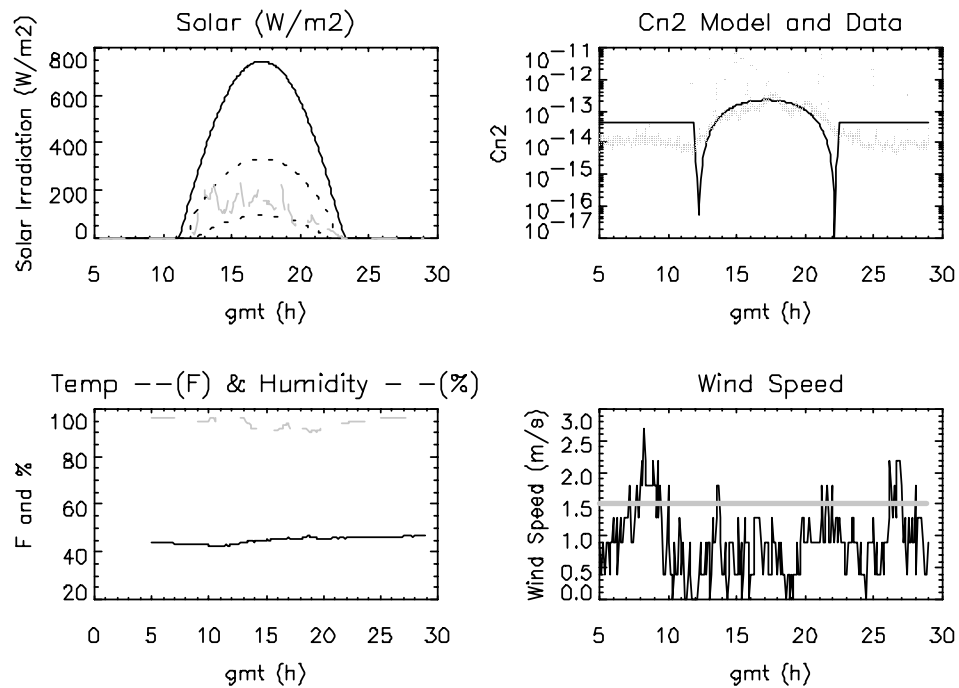 Solar (W/m2)
Solar Irradiation (W/m2)
800
600
400
200
0
5 10 15 20 25 30
gmt {h}
Cn2 Model and Data
Cn2
10-11
10-12
10-13
10-14
10-15
10-16
10-17
5 10 15 20 25 30
gmt {h}
Temp --(F) & Humidity - -(%)
F and %
100
80
60
40
20
0 5 10 15 20 25 30
gmt {h}
Wind Speed
Wind Speed (m/s)
3.0
2.5
2.0
1.5
1.0
0.5
0.0
5 10 15 20 25 30
gmt {h}